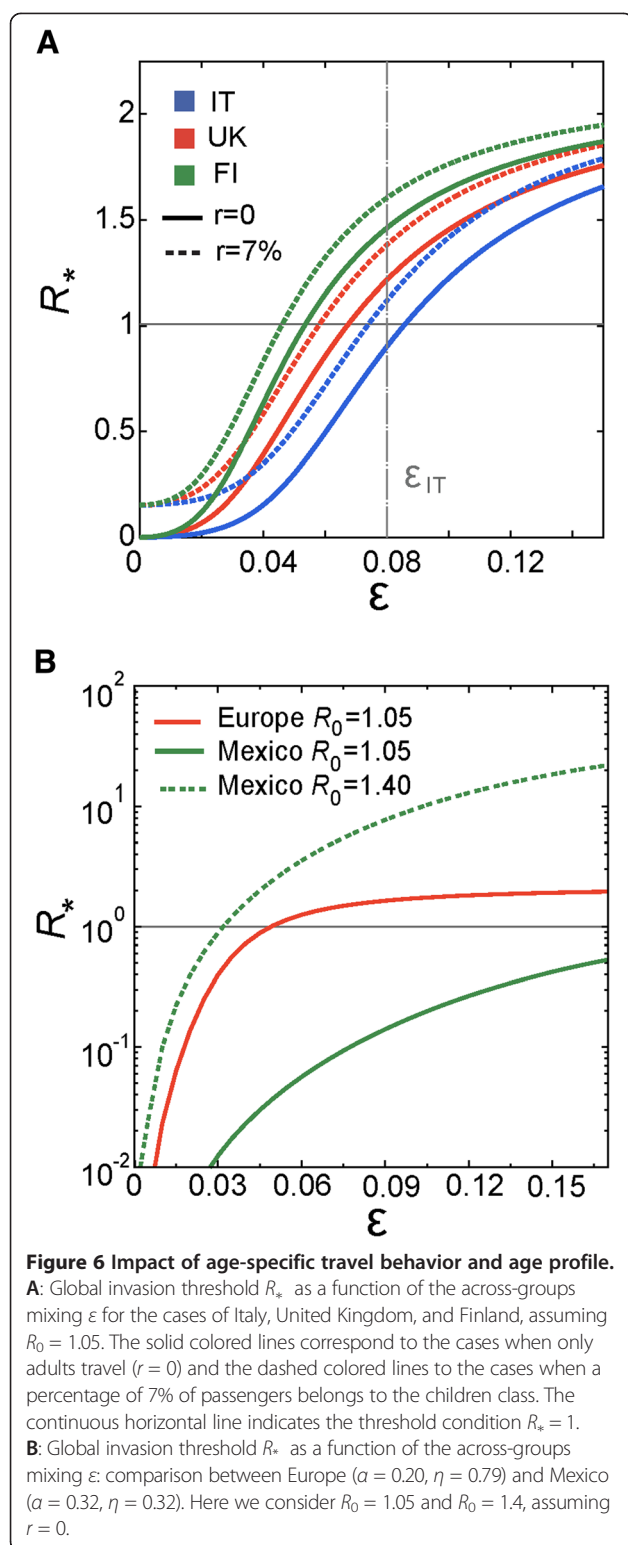 A
2
1.5
1
0.5
0
R*
IT
UK
FI
r=0
r=7%
εIT
0 0.04 0.08 0.12
ε
B
10²
10¹
10⁰
10⁻¹
10⁻²
R*
Europe R₀=1.05
Mexico R₀=1.05
Mexico R₀=1.40
0.03 0.06 0.09 0.12 0.15
ε
Figure 6 Impact of age-specific travel behavior and age profile.
A: Global invasion threshold R* as a function of the across-groups
mixing ε for the cases of Italy, United Kingdom, and Finland, assuming
R₀ = 1.05. The solid colored lines correspond to the cases when only
adults travel (r = 0) and the dashed colored lines to the cases when a
percentage of 7% of passengers belongs to the children class. The
continuous horizontal line indicates the threshold condition R* = 1.
B: Global invasion threshold R* as a function of the across-groups
mixing ε: comparison between Europe (α = 0.20, η = 0.79) and Mexico
(α = 0.32, η = 0.32). Here we consider R₀ = 1.05 and R₀ = 1.4, assuming
r = 0.